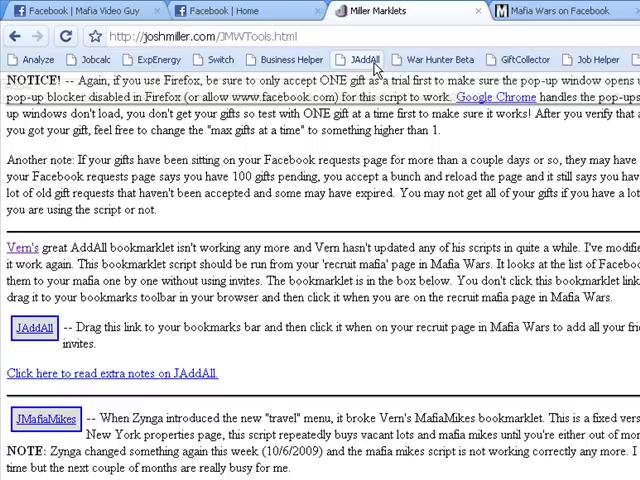 Facebook | Mafia Video Guy
Facebook | Home
Miller Marklets
Mafia Wars on Facebook
http://joshmiller.com/JMWTools.html
Analyze
Jobcalc
ExpEnergy
Switch
Business Helper
JAddAll
War Hunter Beta
GiftCollector
Job Helper
NOTICE! -- Again, if you use Firefox, be sure to only accept ONE gift as a trial first to make sure the pop-up window opens u
pop-up blocker disabled in Firefox (or allow www.facebook.com) for this script to work. Google Chrome handles the pop-ups
up windows don't load, you don't get your gifts so test with ONE gift at a time first to make sure it works! After you verify that a
you got your gift, feel free to change the "max gifts at a time" to something higher than 1.
Another note: If your gifts have been sitting on your Facebook requests page for more than a couple days or so, they may have
your Facebook requests page says you have 100 gifts pending, you accept a bunch and reload the page and it still says you hav
lot of old gift requests that haven't been accepted and some may have expired. You may not get all of your gifts if you have a lot
you are using the script or not.
Vern's great AddAll bookmarklet isn't working any more and Vern hasn't updated any of his scripts in quite a while. I've modifie
it work again. This bookmarklet script should be run from your 'recruit mafia' page in Mafia Wars. It looks at the list of Facebo
them to your mafia one by one without using invites. The bookmarklet is in the box below. You don't click this bookmarklet link
drag it to your bookmarks toolbar in your browser and then click it when you are on the recruit mafia page in Mafia Wars.
JAddAll -- Drag this link to your bookmarks bar and then click it when on your recruit page in Mafia Wars to add all your frie
invites.
Click here to read extra notes on JAddAll.
JMafiaMikes -- When Zynga introduced the new "travel" menu, it broke Vern's MafiaMikes bookmarklet. This is a fixed vers
New York properties page, this script repeatedly buys vacant lots and mafia mikes until you're either out of mor
NOTE: Zynga changed something again this week (10/6/2009) and the mafia mikes script is not working correctly any more. I
time but the next couple of months are really busy for me.